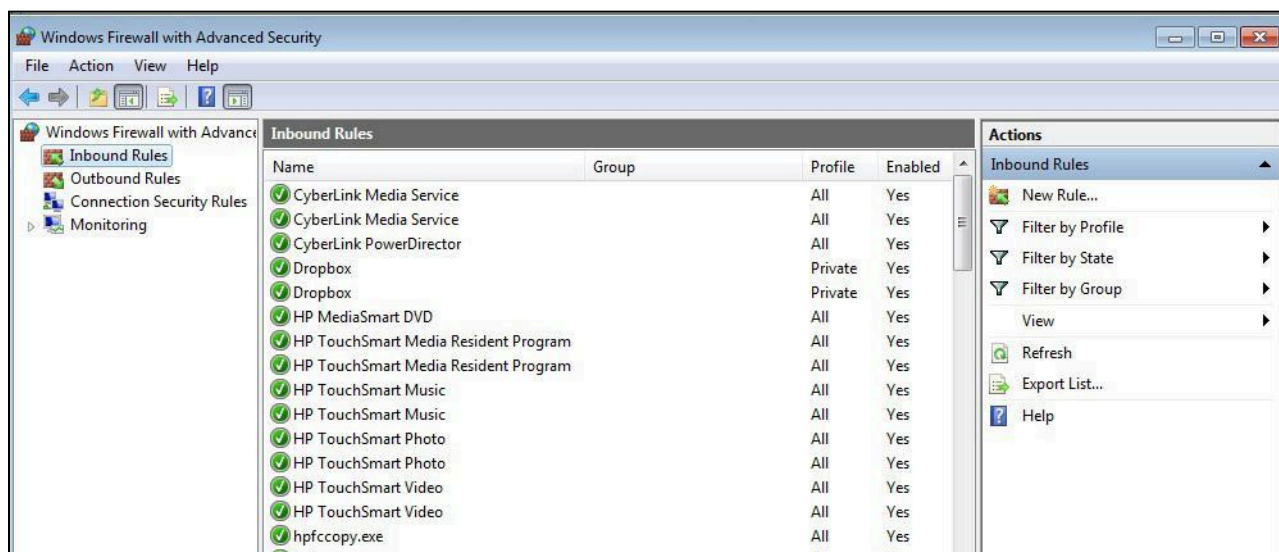 Windows Firewall with Advanced Security
File Action View Help
Windows Firewall with Advance
Inbound Rules
Outbound Rules
Connection Security Rules
Monitoring
Inbound Rules
Name Group Profile Enabled
CyberLink Media Service All Yes
CyberLink Media Service All Yes
CyberLink PowerDirector All Yes
Dropbox Private Yes
Dropbox Private Yes
HP MediaSmart DVD All Yes
HP TouchSmart Media Resident Program All Yes
HP TouchSmart Media Resident Program All Yes
HP TouchSmart Music All Yes
HP TouchSmart Music All Yes
HP TouchSmart Photo All Yes
HP TouchSmart Photo All Yes
HP TouchSmart Video All Yes
HP TouchSmart Video All Yes
hpfccopy.exe All Yes
Actions
Inbound Rules
New Rule...
Filter by Profile
Filter by State
Filter by Group
View
Refresh
Export List...
Help